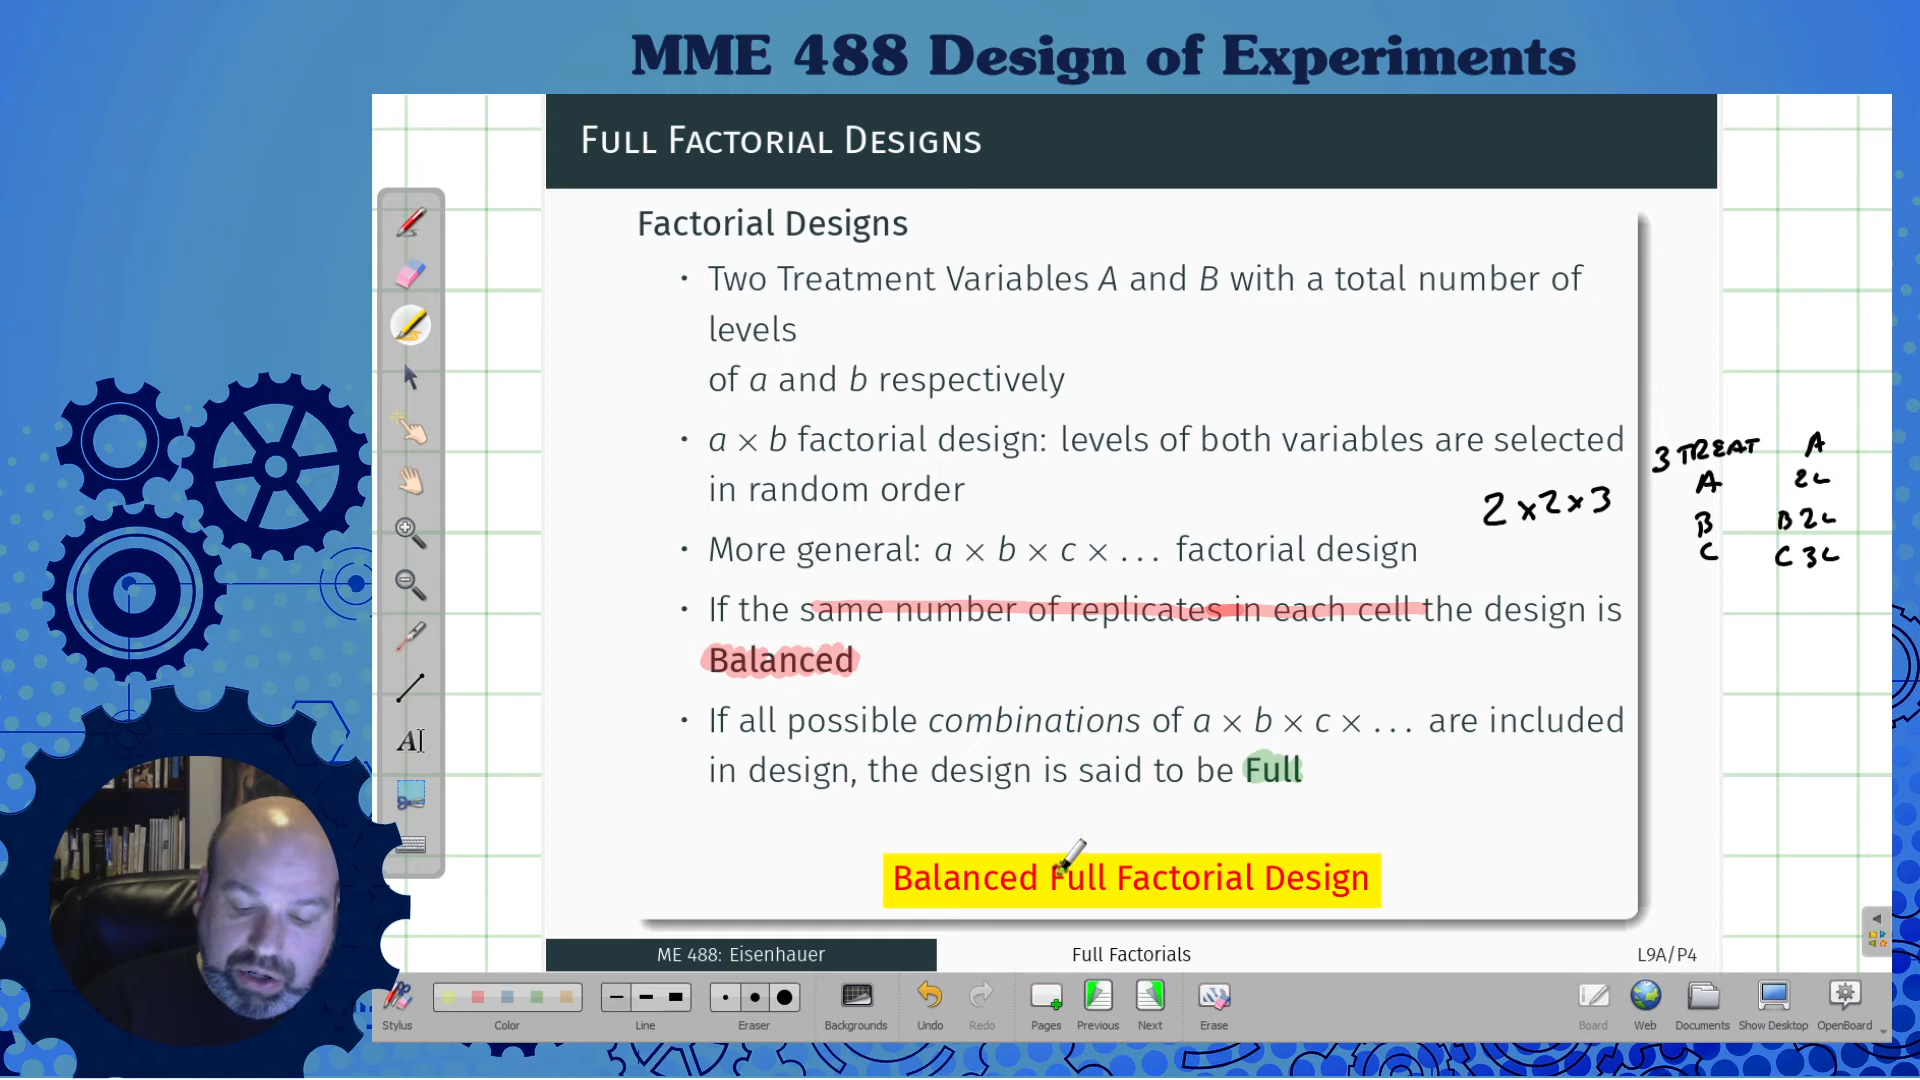 MME 488 Design of Experiments
FULL FACTORIAL DESIGNS
Factorial Designs
• Two Treatment Variables A and B with a total number of
levels
of a and b respectively
• a × b factorial design: levels of both variables are selected
in random order
2 × 2 × 3
3 TREAT
A
B
C
A
2L
B 2L
C 3L
• More general: a × b × c × ... factorial design
• If the same number of replicates in each cell the design is
Balanced
• If all possible combinations of a × b × c × ... are included
in design, the design is said to be Full
Balanced Full Factorial Design
ME 488: Eisenhauer
Full Factorials
L9A/P4
Stylus
Color
Line
Eraser
Backgrounds
Undo
Redo
Pages
Previous
Next
Erase
Board
Web
Documents
Show Desktop
OpenBoard